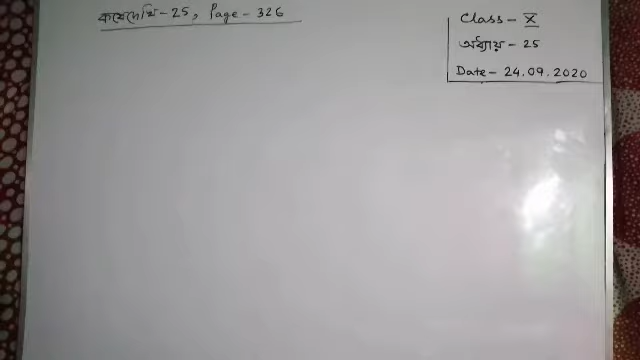 কষেদেখি - 25, Page - 326
Class - X
অধ্যায় - 25
Date - 24.09.2020